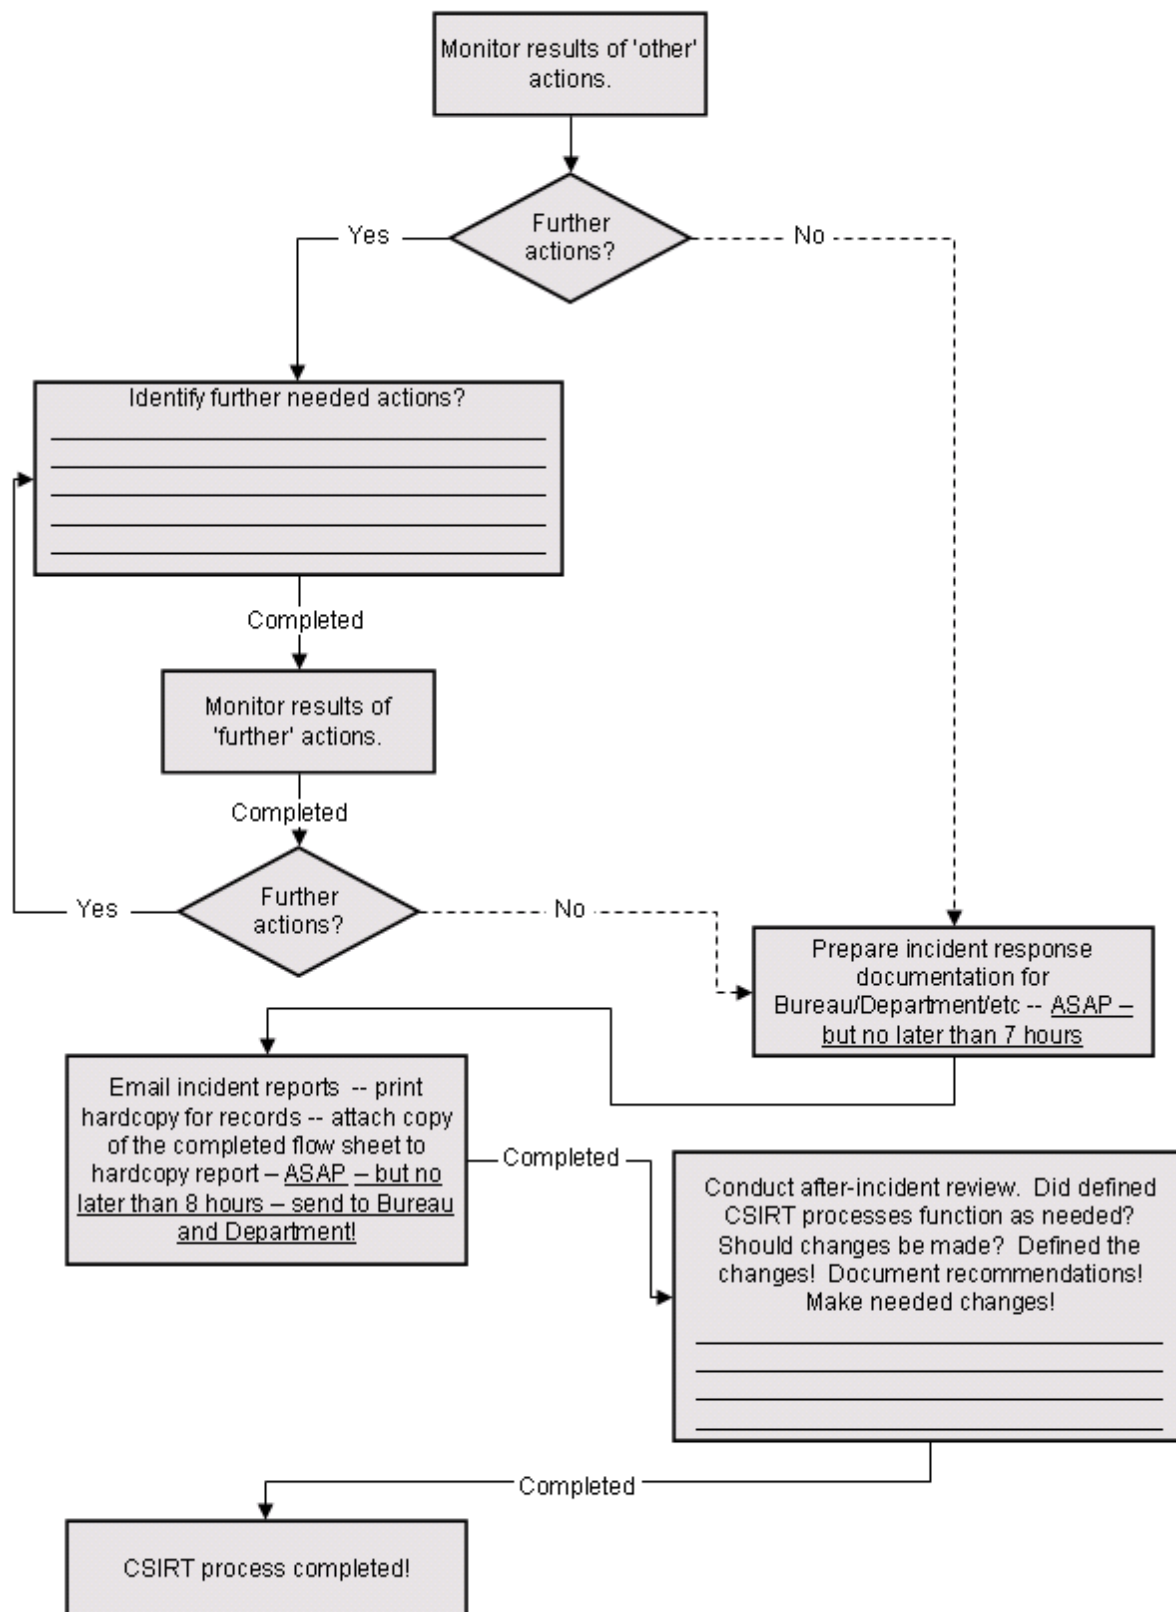 Monitor results of 'other'
actions.
Further
actions?
Yes
No
Identify further needed actions?
Completed
Monitor results of
'further' actions.
Completed
Further
actions?
Yes
No
Prepare incident response
documentation for
Bureau/Department/etc -- ASAP –
but no later than 7 hours
Email incident reports -- print
hardcopy for records -- attach copy
of the completed flow sheet to
hardcopy report – ASAP – but no
later than 8 hours – send to Bureau
and Department!
Completed
Conduct after-incident review. Did defined
CSIRT processes function as needed?
Should changes be made? Defined the
changes! Document recommendations!
Make needed changes!
Completed
CSIRT process completed!